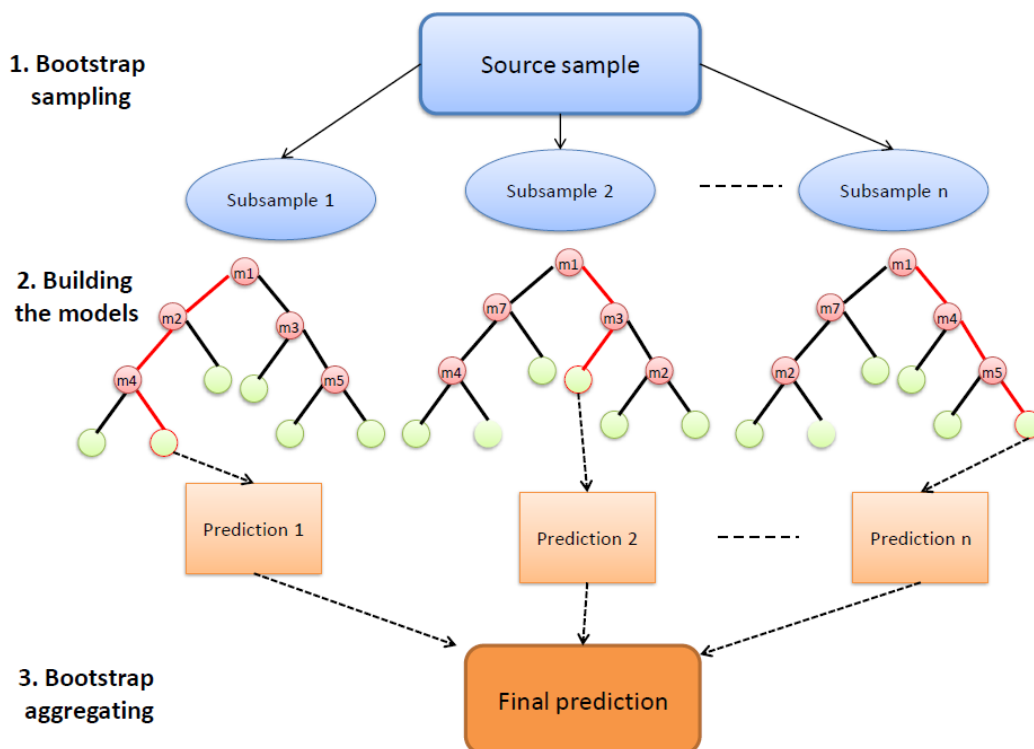 1. Bootstrap
sampling
Source sample
Subsample 1
Subsample 2
Subsample n
2. Building
the models
m1
m2
m3
m4
m5
m1
m7
m3
m4
m2
m1
m7
m4
m2
m5
Prediction 1
Prediction 2
Prediction n
3. Bootstrap
aggregating
Final prediction